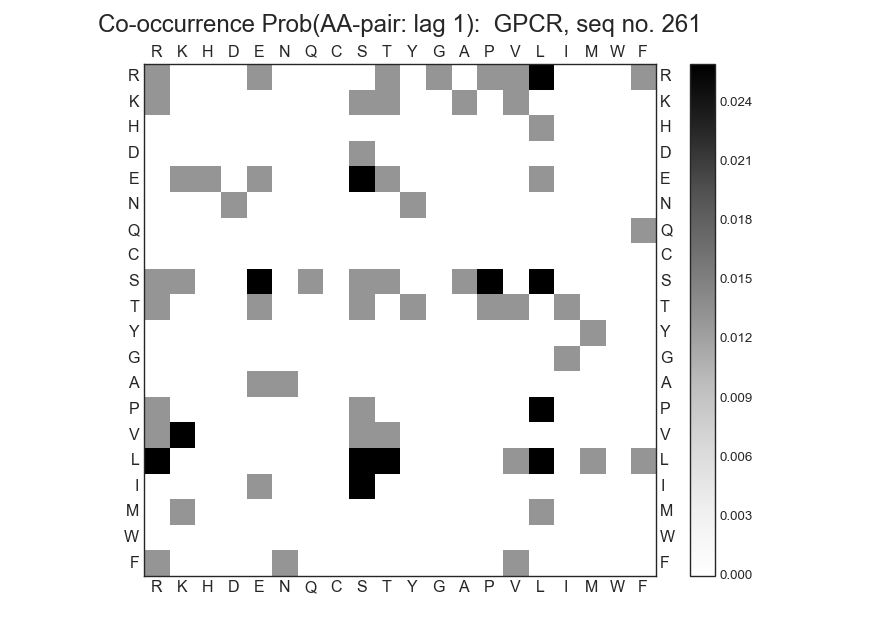 Co-occurrence Prob(AA-pair: lag 1):  GPCR, seq no. 261
R K H D E N Q C S T Y G A P V L I M W F
R R
0.024
K K
H H
0.021
D D
E E
0.018
N N
Q Q
C C
0.015
S S
T T
0.012
Y Y
G G
A A
0.009
P P
V V
0.006
L L
I I
0.003
M M
W W
F F
0.000
R K H D E N Q C S T Y G A P V L I M W F